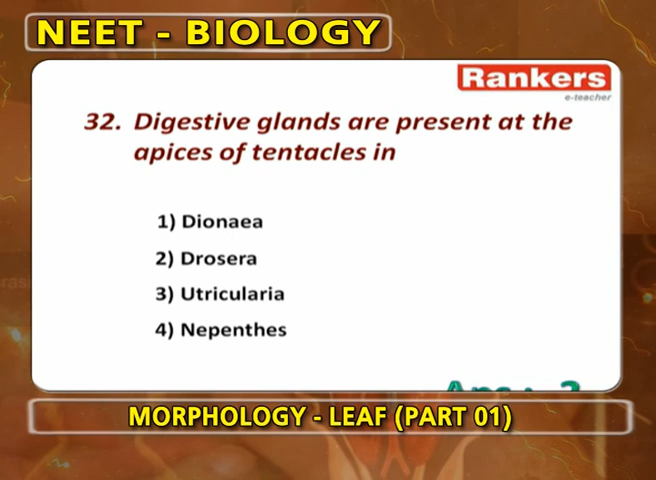 NEET - BIOLOGY
Rankers
e-teacher
32. Digestive glands are present at the
apices of tentacles in
1) Dionaea
2) Drosera
3) Utricularia
4) Nepenthes
MORPHOLOGY - LEAF (PART 01)